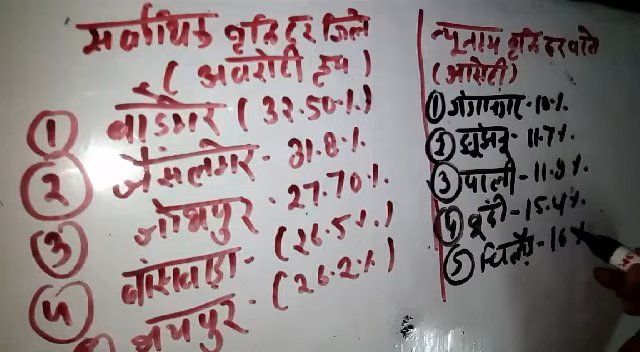 सर्वाधिक वृद्धि दर जिले
( अवरोही क्रम )
① बाड़मेर ( 32.50%)
② जैसलमेर - 31.8%
③ जोधपुर - 27.70%
④ बांसवाड़ा - (26.5%)
जयपुर - (26.2%)
न्यूनतम वृद्धि दर वाले
(आरोही)
① गंगानगर - 10%
② झुंझुनू - 11.7%
③ पाली - 11.9%
④ बूंदी - 15.4%
⑤ चितौड़ - 16